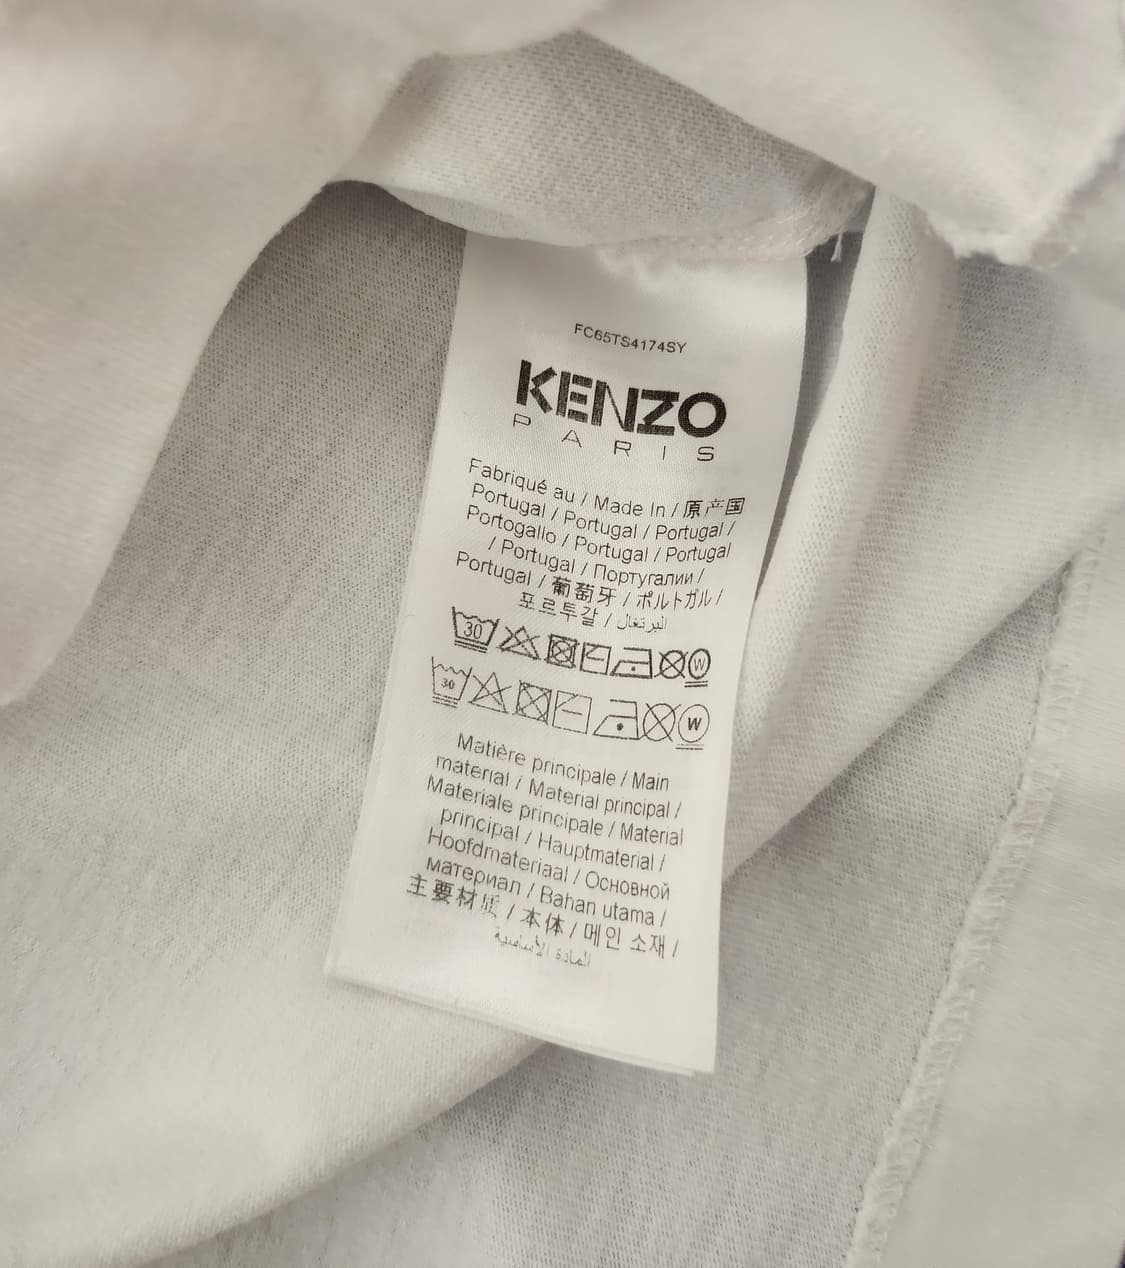 FC65TS4174SY
KENZO
PARIS
Fabriqué au / Made In / 原产国
Portugal / Portugal / Portugal /
Portogallo / Portugal / Portugal
/ Portugal / Португалии /
Portugal / 葡萄牙 / ポルトガル /
포르투갈 / البرتغال
30 W
30 W
Matière principale / Main
material / Material principal /
Materiale principale / Material
principal / Hauptmaterial /
Hoofdmateriaal / Основной
материал / Bahan utama /
主要材质 / 本体 / 메인 소재 /
المادة الأساسية